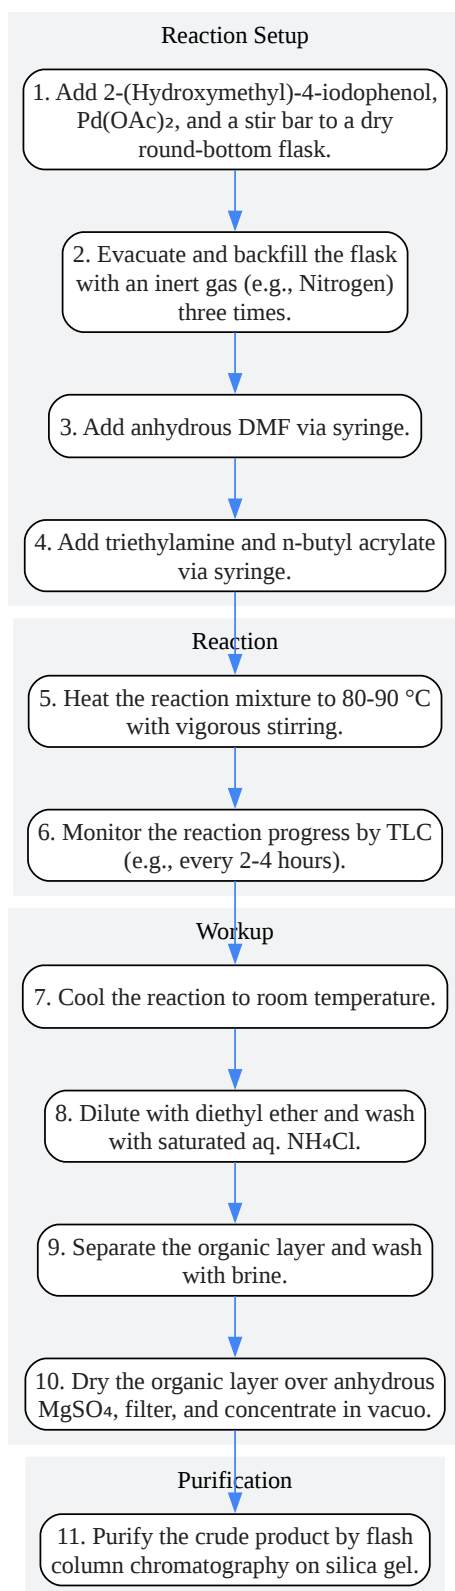 Reaction Setup
1. Add 2-(Hydroxymethyl)-4-iodophenol,
Pd(OAc)₂, and a stir bar to a dry
round-bottom flask.
2. Evacuate and backfill the flask
with an inert gas (e.g., Nitrogen)
three times.
3. Add anhydrous DMF via syringe.
4. Add triethylamine and n-butyl acrylate
via syringe.
Reaction
5. Heat the reaction mixture to 80-90 °C
with vigorous stirring.
6. Monitor the reaction progress by TLC
(e.g., every 2-4 hours).
Workup
7. Cool the reaction to room temperature.
8. Dilute with diethyl ether and wash
with saturated aq. NH₄Cl.
9. Separate the organic layer and wash
with brine.
10. Dry the organic layer over anhydrous
MgSO₄, filter, and concentrate in vacuo.
Purification
11. Purify the crude product by flash
column chromatography on silica gel.